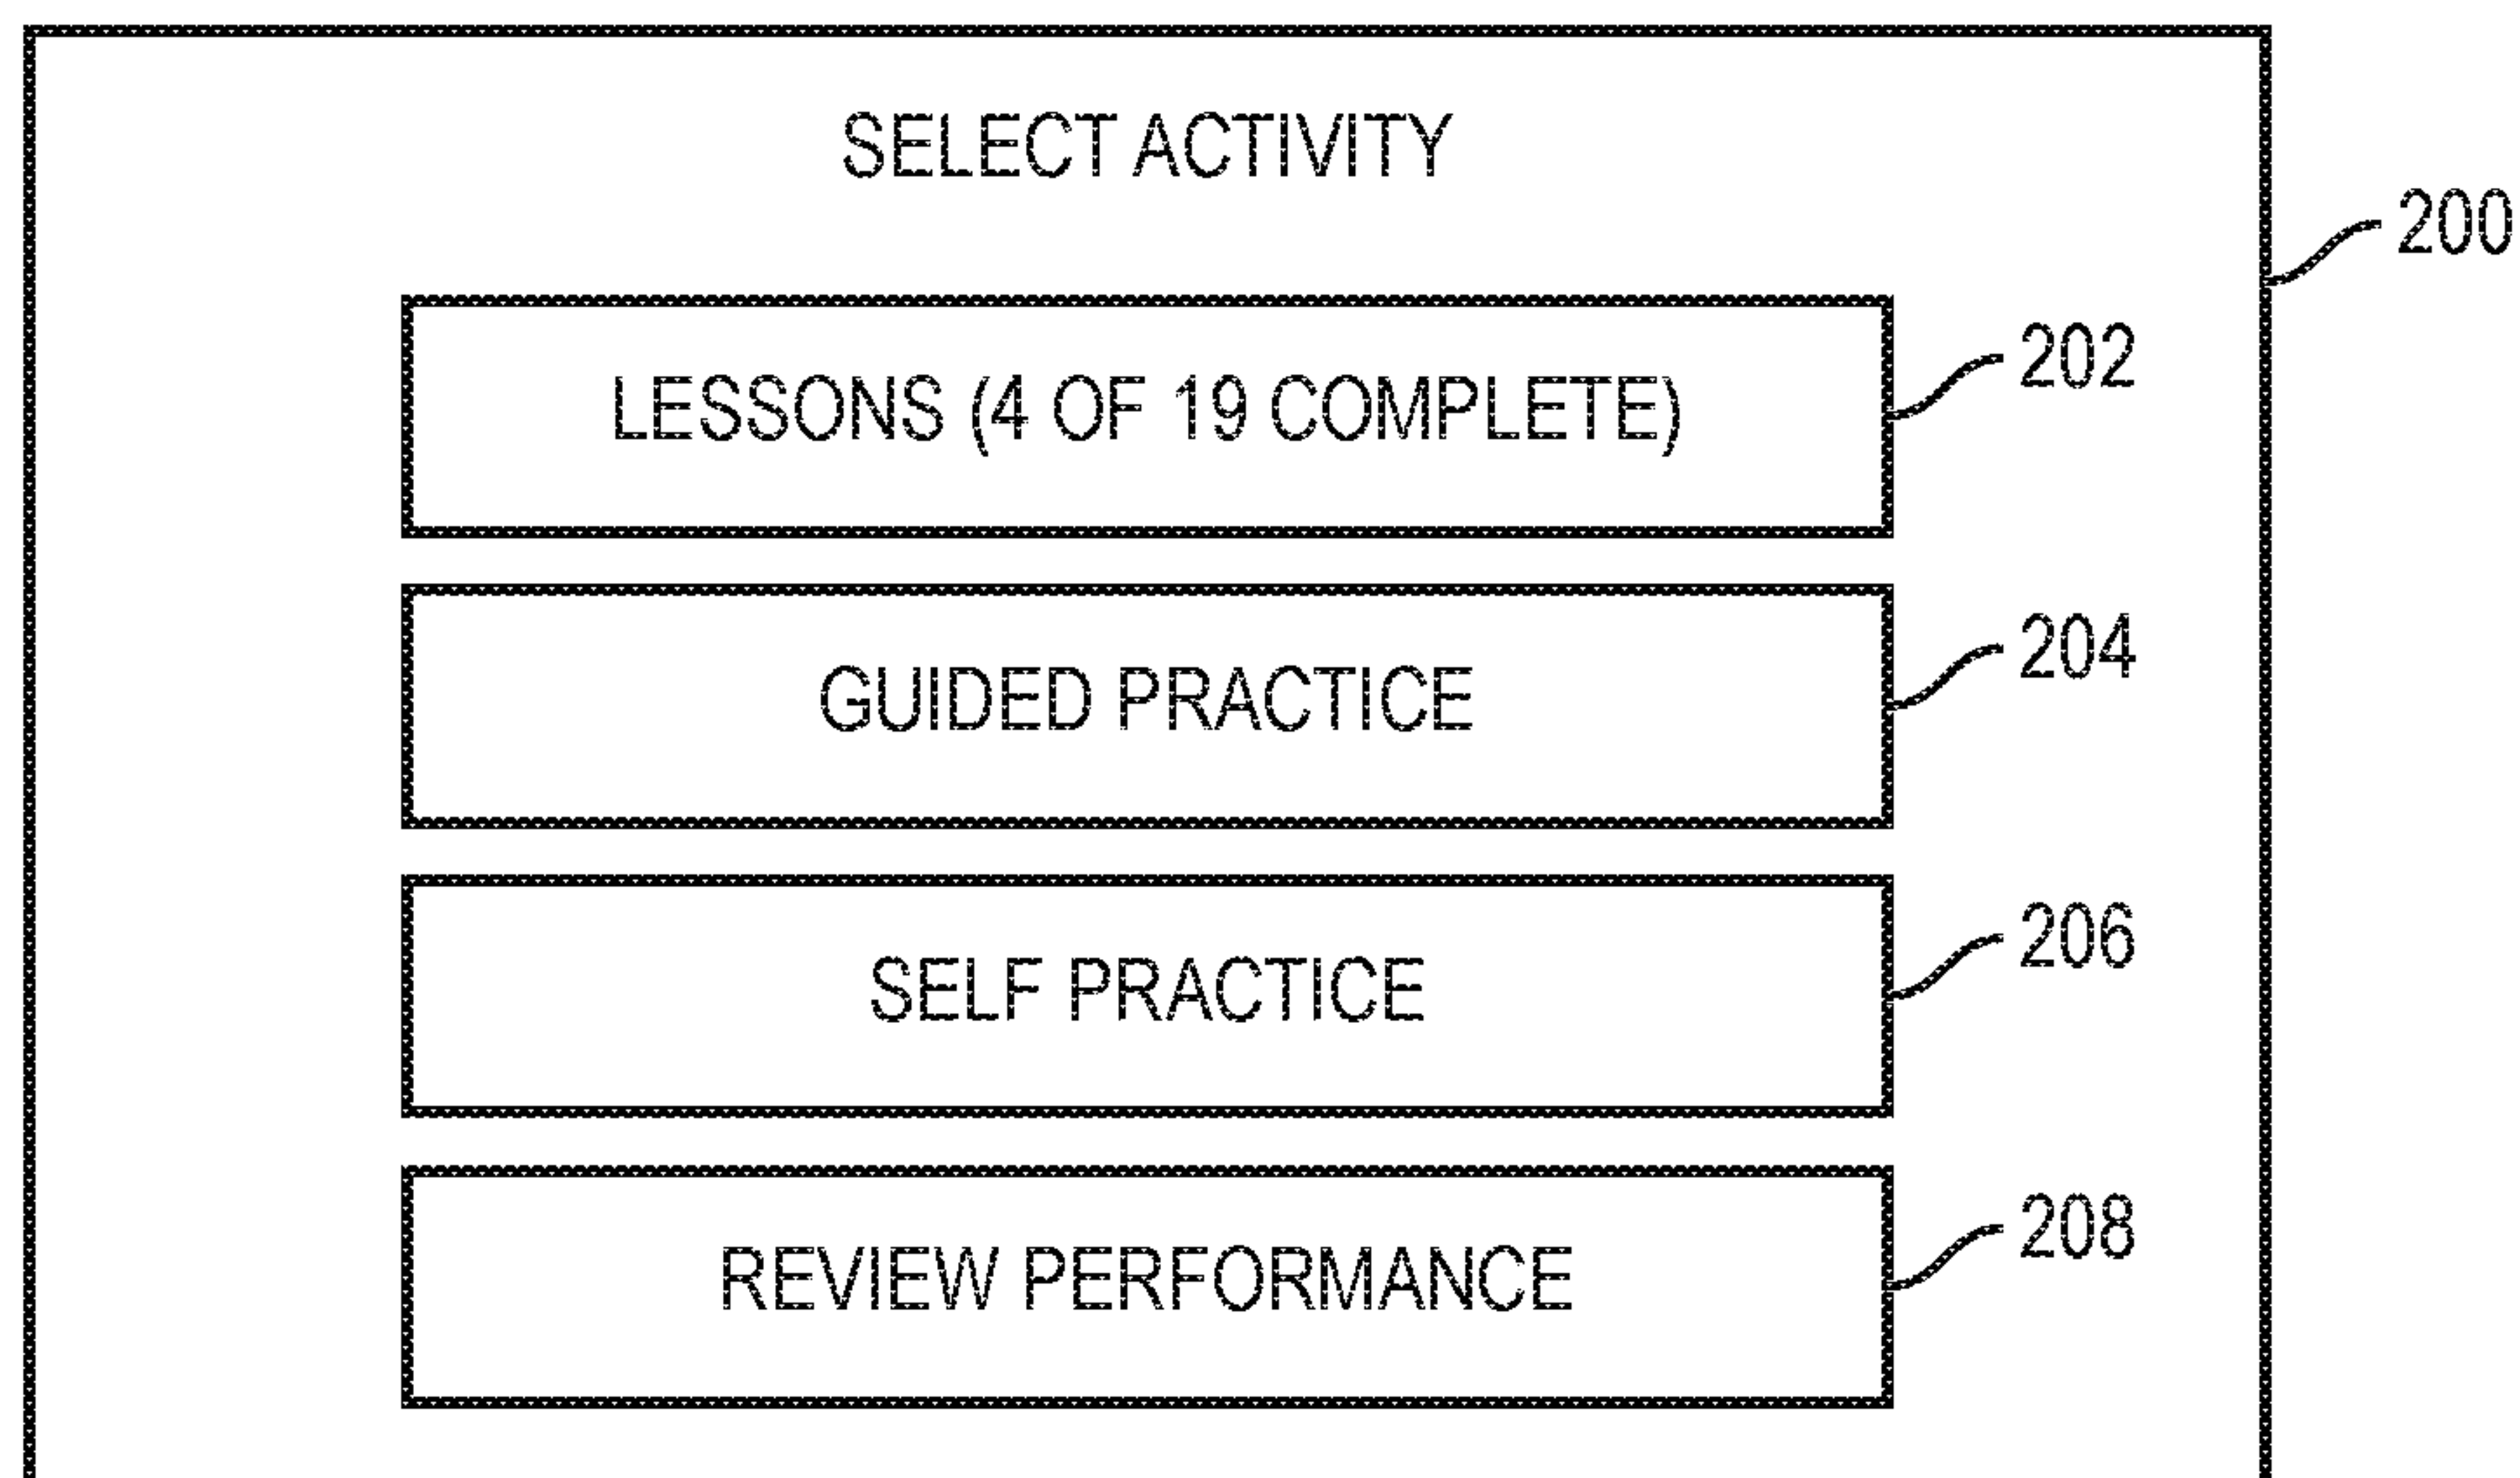 SELECT ACTIVITY
200
LESSONS (4 OF 19 COMPLETE)
202
GUIDED PRACTICE
204
SELF PRACTICE
206
REVIEW PERFORMANCE
208